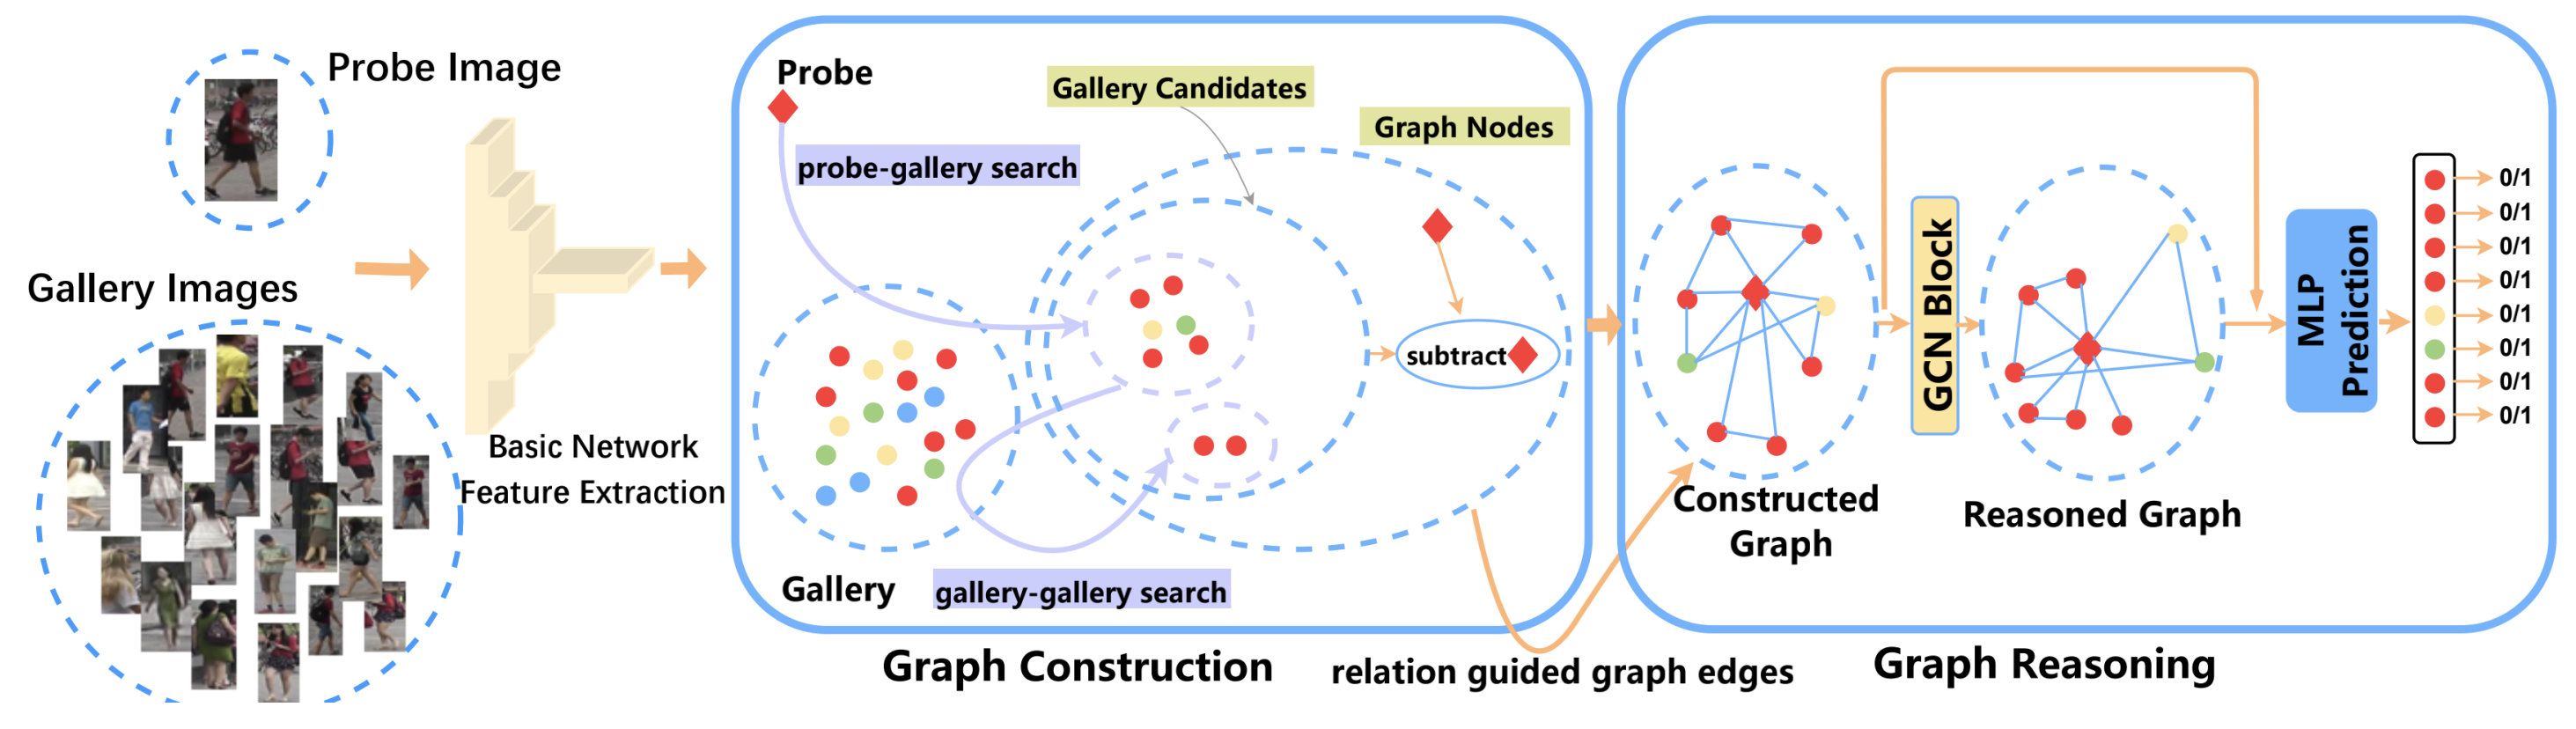 Probe Image
Gallery Images
Basic Network
Feature Extraction
Probe
probe-gallery search
Gallery Candidates
Graph Nodes
subtract
Gallery
gallery-gallery search
Graph Construction
relation guided graph edges
Constructed
Graph
GCN Block
Reasoned Graph
MLP
Prediction
0/1
0/1
0/1
0/1
0/1
0/1
0/1
0/1
Graph Reasoning